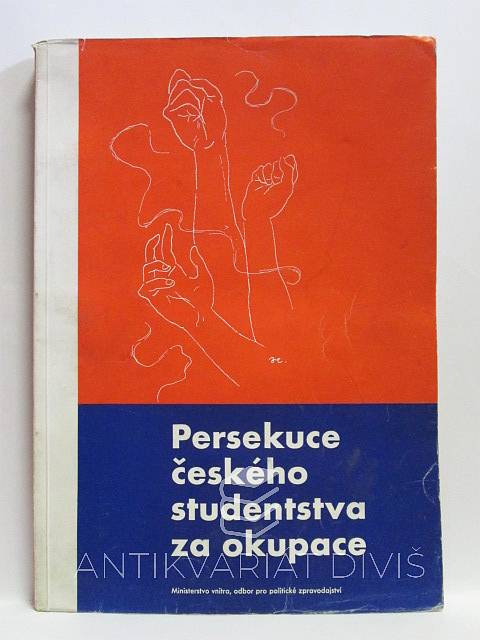 Persekuce
českého
studentstva
za okupace
ANTIKVARIÁT DIVIŠ
Ministerstvo vnitra, odbor pro politické zpravodajství